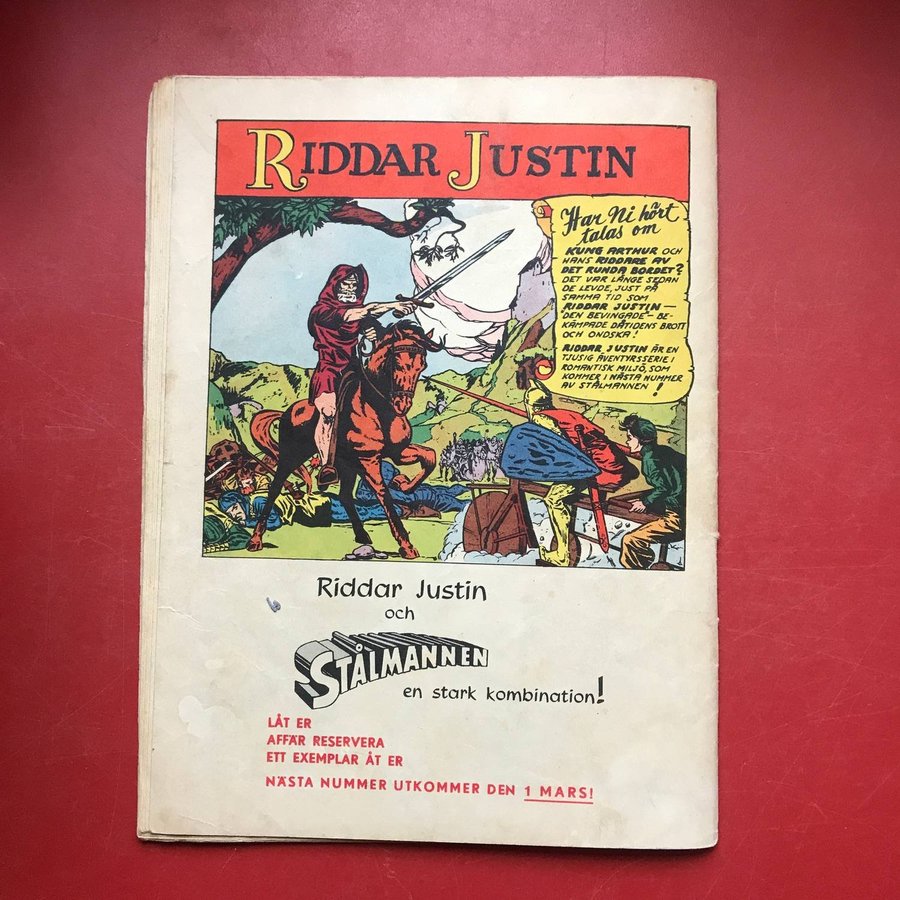 RIDDAR JUSTIN
Har Ni hört
talas om
KUNG ARTHUR OCH
HANS RIDDARE AV
DET RUNDA BORDET?
DET VAR LÄNGE SEDAN
DE LEVDE, JUST PÅ
SAMMA TID SOM
RIDDAR JUSTIN —
"DEN BEVINGADE"- BE-
KÄMPADE DÅTIDENS BROTT
OCH ONDSKA!
RIDDAR JUSTIN ÄR EN
TJUSIG ÄVENTYRSSERIE I
ROMANTISK MILJÖ, SOM
KOMMER I NÄSTA NUMMER
AV STÅLMANNEN!
Riddar Justin
och
STÅLMANNEN
en stark kombination!
LÅT ER
AFFÄR RESERVERA
ETT EXEMPLAR ÅT ER
NÄSTA NUMMER UTKOMMER DEN 1 MARS!